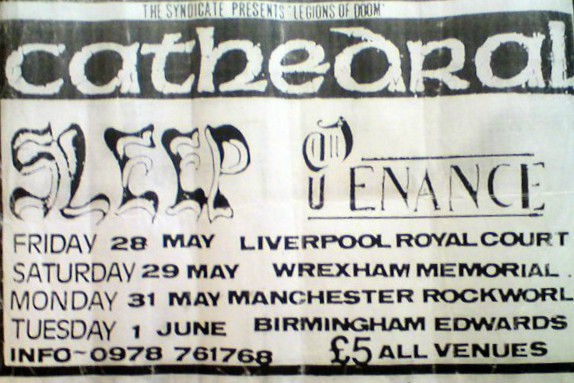 THE SYNDICATE PRESENTS 'LEGIONS OF DOOM'
CATHEDRAL
SLEEP PENANCE
FRIDAY 28 MAY LIVERPOOL ROYAL COURT
SATURDAY 29 MAY WREXHAM MEMORIAL
MONDAY 31 MAY MANCHESTER ROCKWORL
TUESDAY 1 JUNE BIRMINGHAM EDWARDS
INFO~0978 761768 £5 ALL VENUES